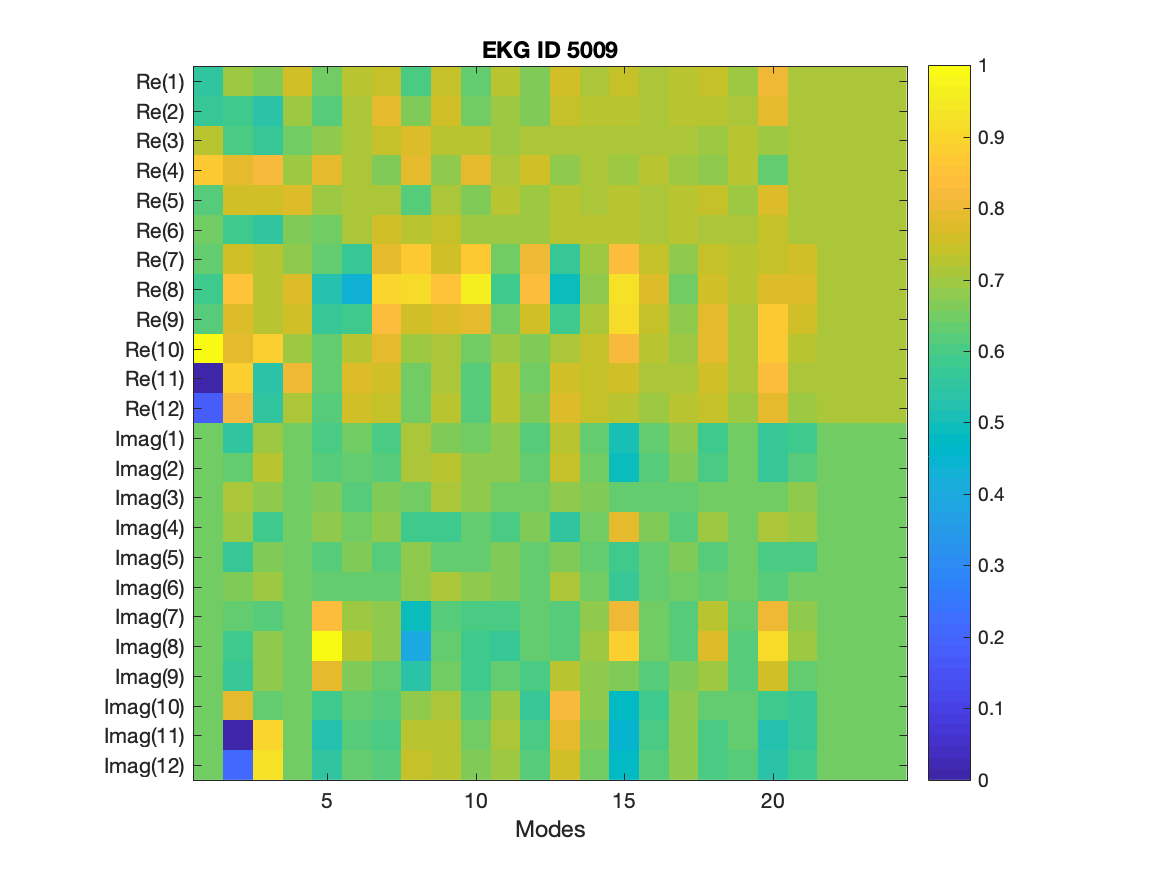 EKG ID 5009
Re(1)
Re(2)
Re(3)
Re(4)
Re(5)
Re(6)
Re(7)
Re(8)
Re(9)
Re(10)
Re(11)
Re(12)
Imag(1)
Imag(2)
Imag(3)
Imag(4)
Imag(5)
Imag(6)
Imag(7)
Imag(8)
Imag(9)
Imag(10)
Imag(11)
Imag(12)
5 10 15 20
Modes
1
0.9
0.8
0.7
0.6
0.5
0.4
0.3
0.2
0.1
0